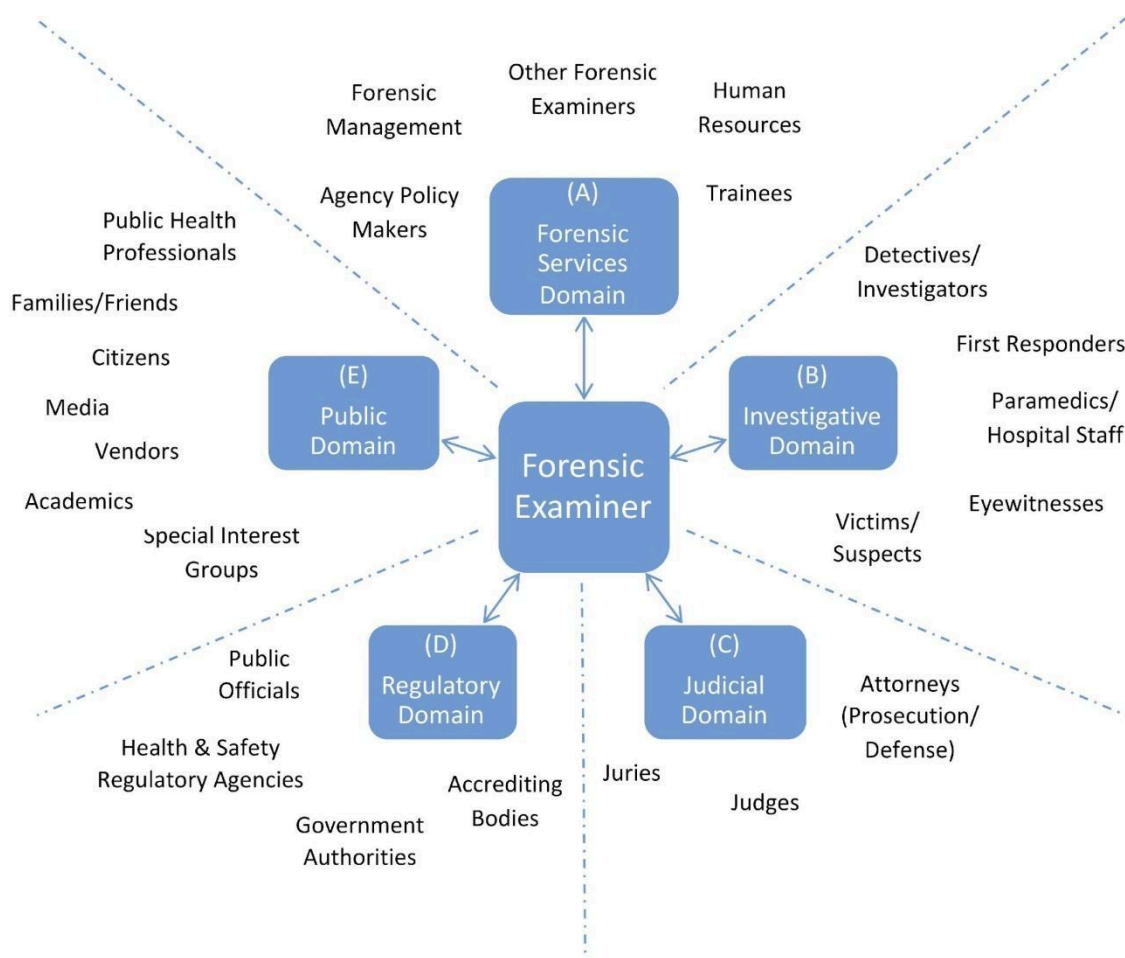 Other Forensic
Examiners
Forensic
Management
Human
Resources
Agency Policy
Makers
(A)
Forensic
Services
Domain
Trainees
Public Health
Professionals
Families/Friends
Citizens
Media
Vendors
Academics
Special Interest
Groups
(E)
Public
Domain
Forensic
Examiner
(B)
Investigative
Domain
Detectives/
Investigators
First Responders
Paramedics/
Hospital Staff
Eyewitnesses
Victims/
Suspects
Public
Officials
Health & Safety
Regulatory Agencies
Government
Authorities
Accrediting
Bodies
(D)
Regulatory
Domain
(C)
Judicial
Domain
Juries
Judges
Attorneys
(Prosecution/
Defense)